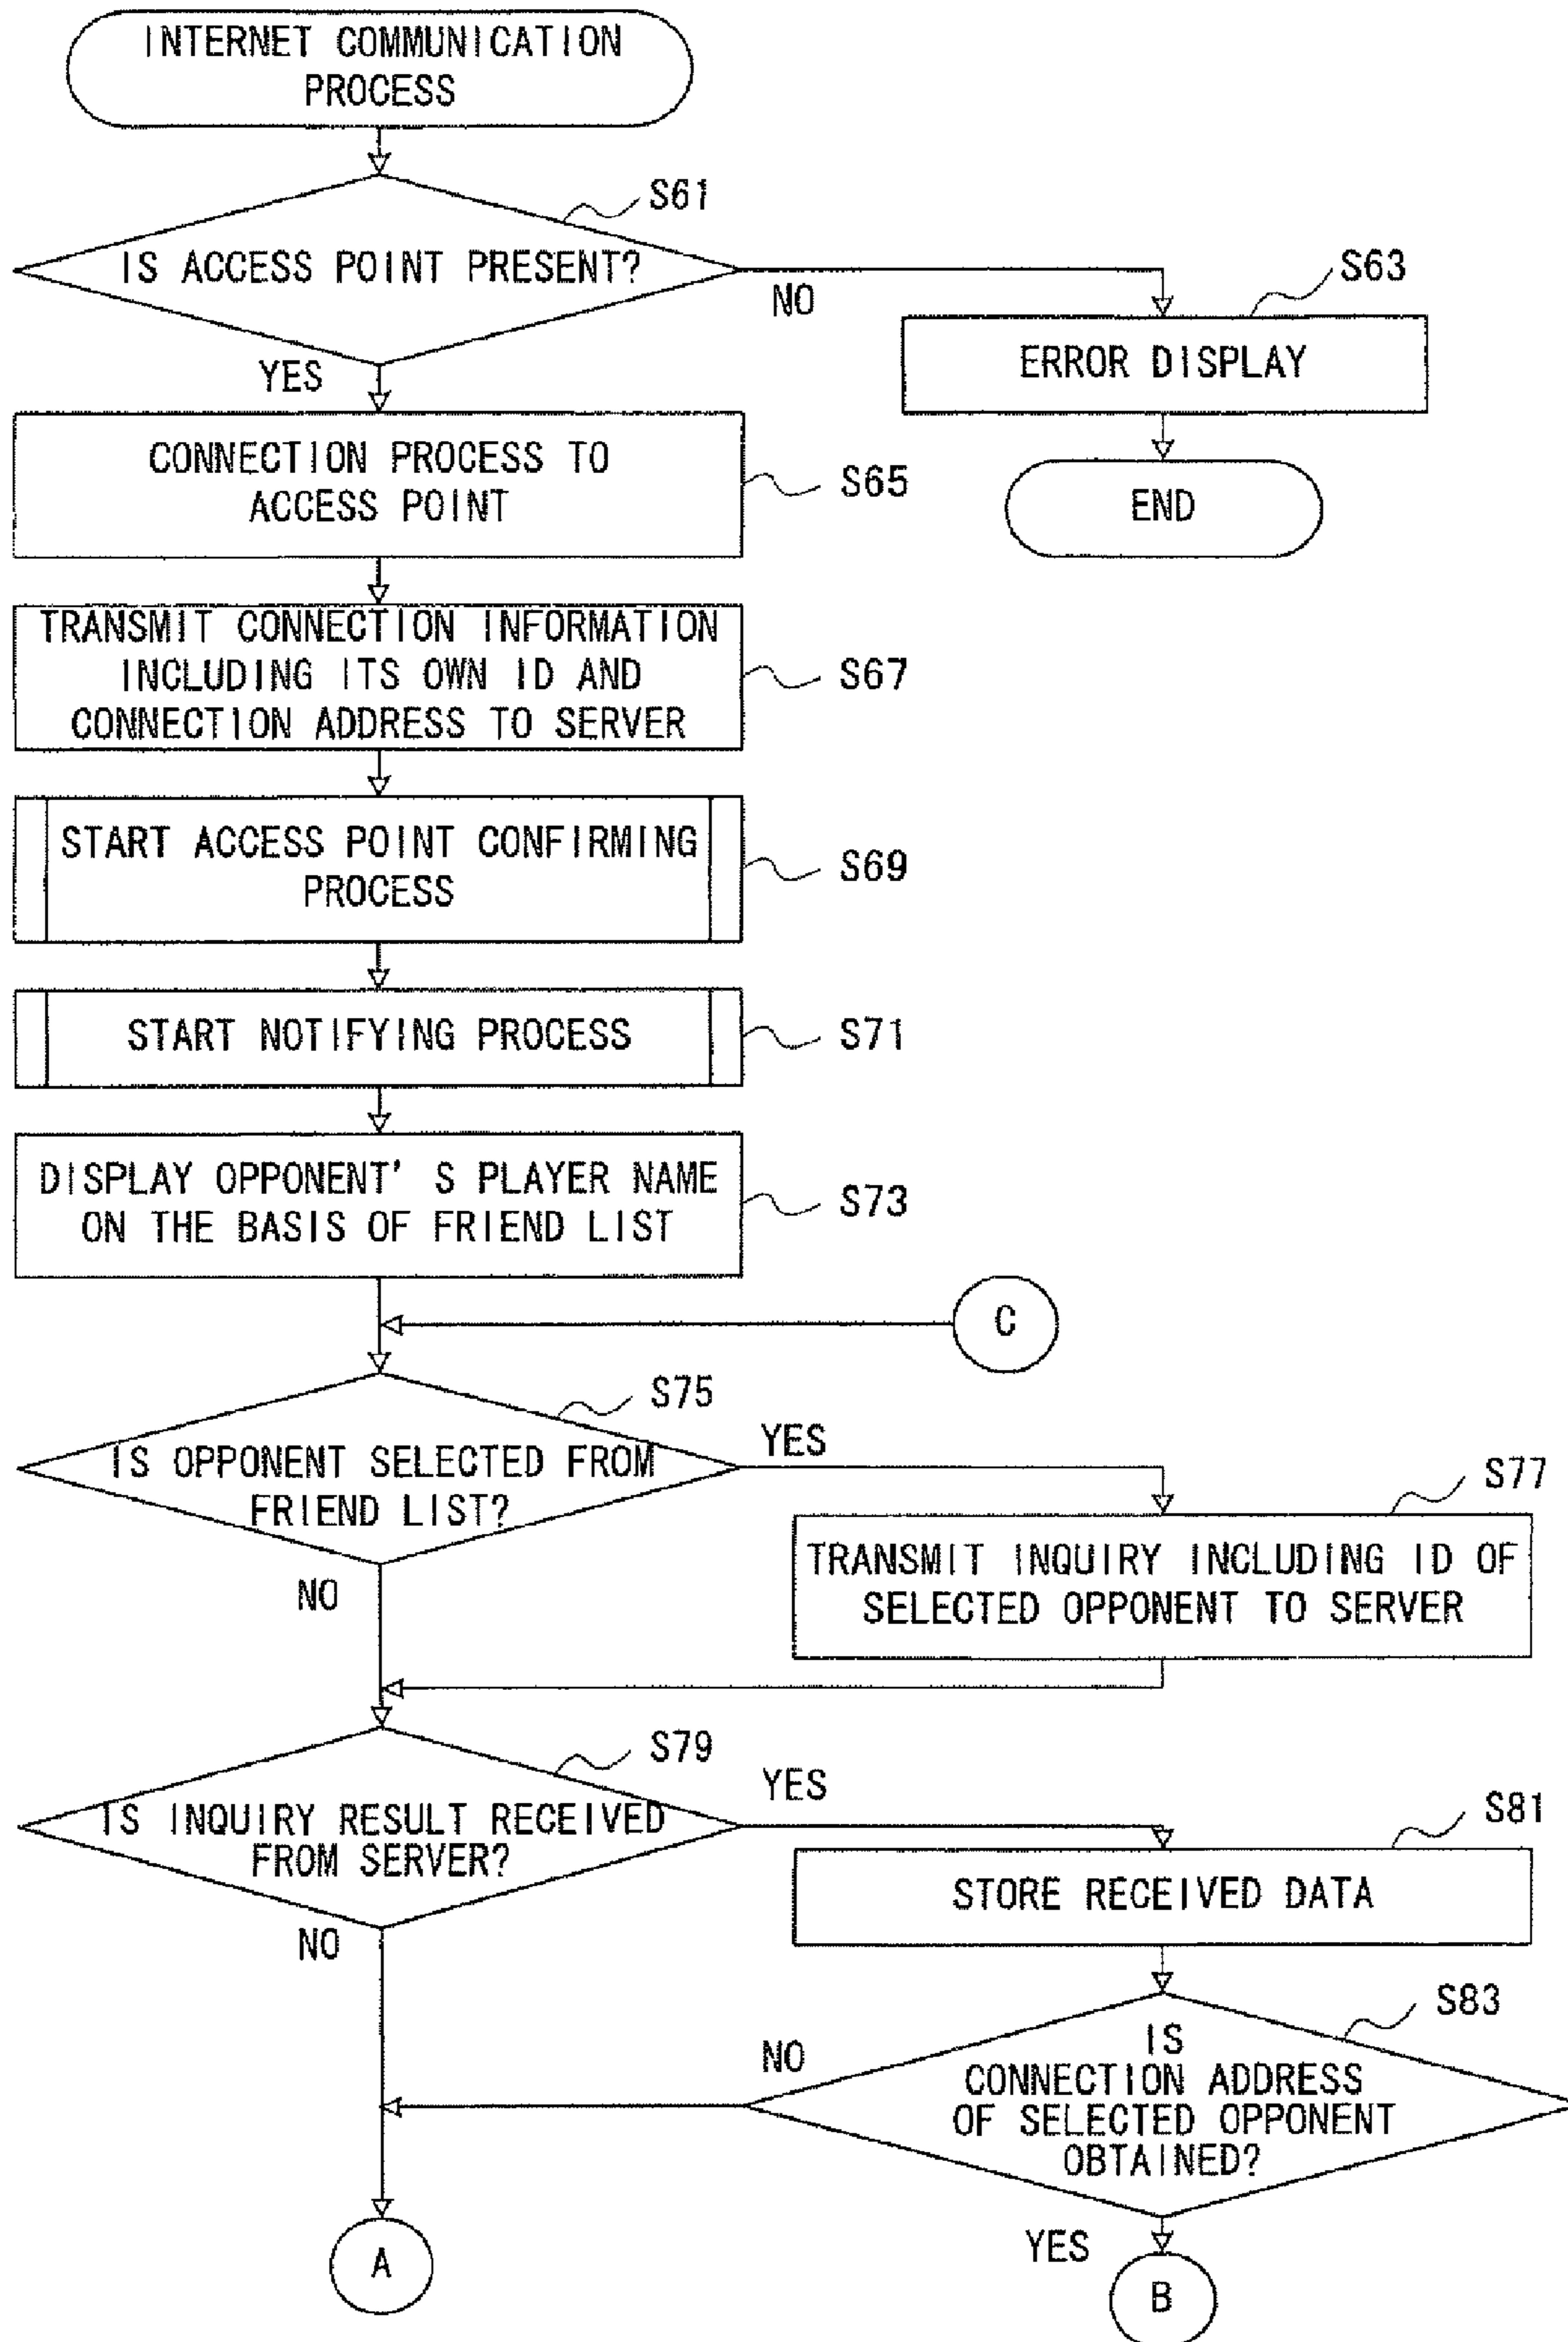 INTERNET COMMUNICATION
PROCESS
S61
IS ACCESS POINT PRESENT?
NO
S63
ERROR DISPLAY
YES
CONNECTION PROCESS TO
ACCESS POINT
S65
END
TRANSMIT CONNECTION INFORMATION
INCLUDING ITS OWN ID AND
CONNECTION ADDRESS TO SERVER
S67
START ACCESS POINT CONFIRMING
PROCESS
S69
START NOTIFYING PROCESS
S71
DISPLAY OPPONENT' S PLAYER NAME
ON THE BASIS OF FRIEND LIST
S73
C
S75
IS OPPONENT SELECTED FROM
FRIEND LIST?
YES
S77
TRANSMIT INQUIRY INCLUDING ID OF
SELECTED OPPONENT TO SERVER
NO
S79
IS INQUIRY RESULT RECEIVED
FROM SERVER?
YES
S81
STORE RECEIVED DATA
NO
S83
IS
CONNECTION ADDRESS
OF SELECTED OPPONENT
OBTAINED?
NO
YES
A
B